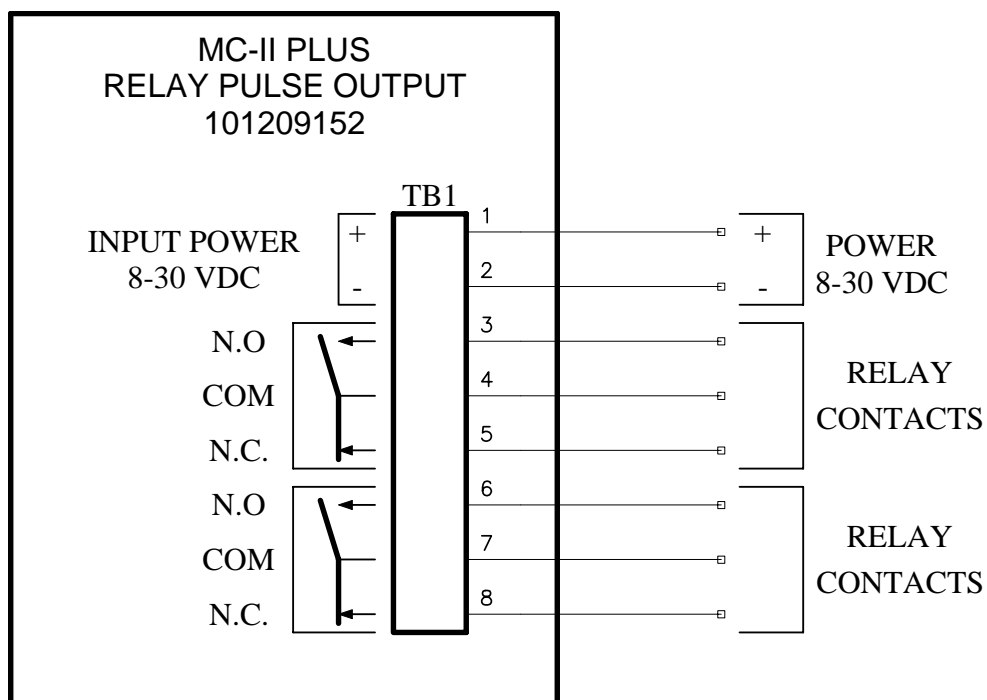 MC-II PLUS
RELAY PULSE OUTPUT
101209152
TB1
INPUT POWER
8-30 VDC
+
-
1
2
+
-
POWER
8-30 VDC
N.O
COM
N.C.
3
4
5
RELAY
CONTACTS
N.O
COM
N.C.
6
7
8
RELAY
CONTACTS